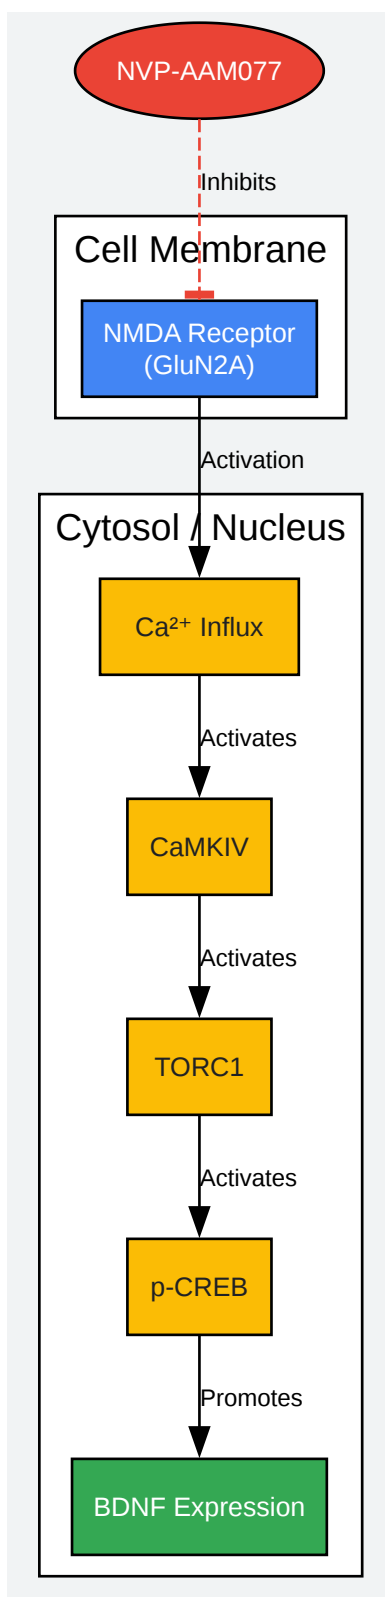 NVP-AAM077
Inhibits
Cell Membrane
NMDA Receptor
(GluN2A)
Activation
Cytosol / Nucleus
Ca²⁺ Influx
Activates
CaMKIV
Activates
TORC1
Activates
p-CREB
Promotes
BDNF Expression